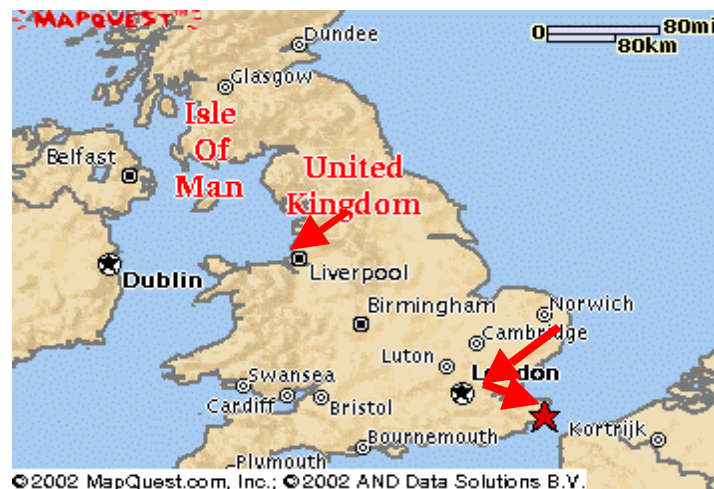 MAPQUEST
Dundee
0 80mi
80km
Glasgow
Isle
Of
Man
Belfast
United
Kingdom
Dublin
Liverpool
Birmingham
Norwich
Cambridge
Luton
London
Swansea
Cardiff
Bristol
Kortrijk
Bournemouth
Plymouth
©2002 MapQuest.com, Inc.; ©2002 AND Data Solutions B.V.